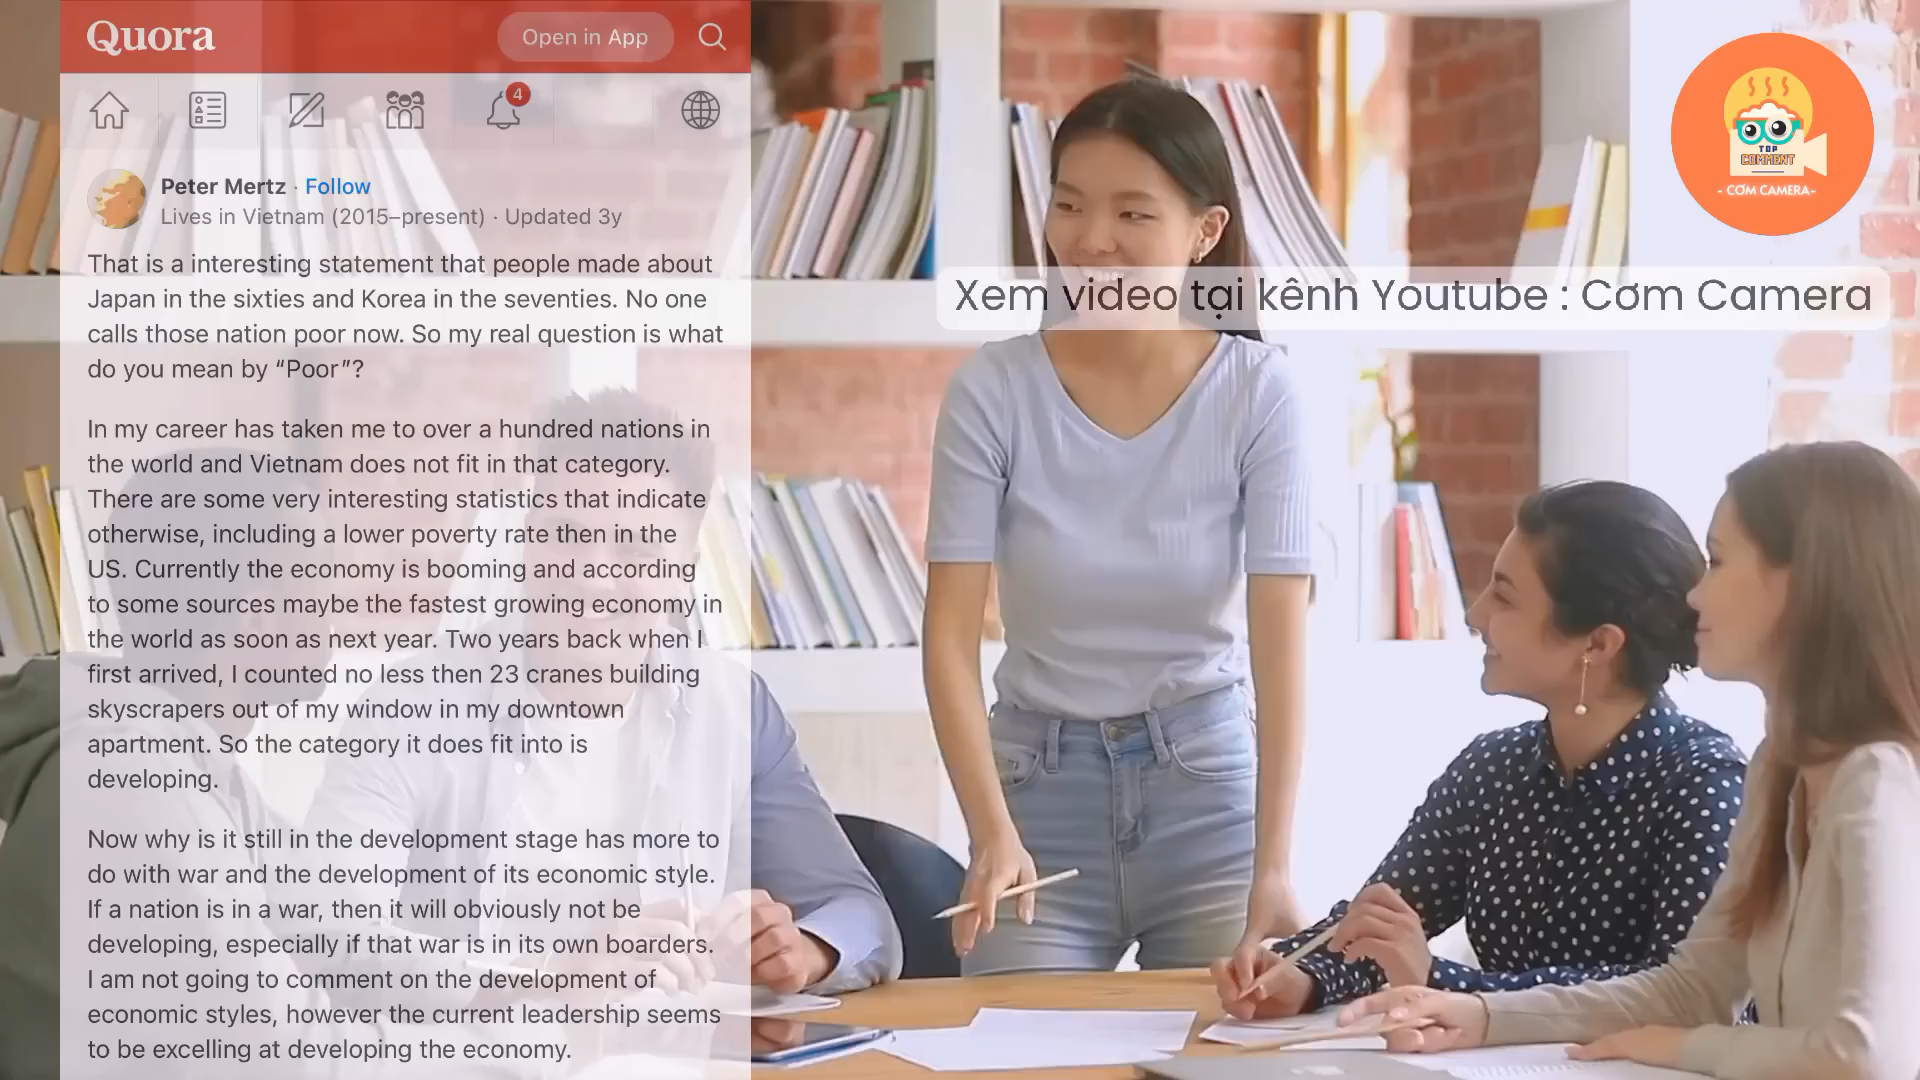 Quora
Open in App
4
Peter Mertz · Follow
Lives in Vietnam (2015–present) · Updated 3y
That is a interesting statement that people made about
Japan in the sixties and Korea in the seventies. No one
calls those nation poor now. So my real question is what
do you mean by “Poor”?
In my career has taken me to over a hundred nations in
the world and Vietnam does not fit in that category.
There are some very interesting statistics that indicate
otherwise, including a lower poverty rate then in the
US. Currently the economy is booming and according
to some sources maybe the fastest growing economy in
the world as soon as next year. Two years back when I
first arrived, I counted no less then 23 cranes building
skyscrapers out of my window in my downtown
apartment. So the category it does fit into is
developing.
Now why is it still in the development stage has more to
do with war and the development of its economic style.
If a nation is in a war, then it will obviously not be
developing, especially if that war is in its own boarders.
I am not going to comment on the development of
economic styles, however the current leadership seems
to be excelling at developing the economy.
TOP
COMMENT
- CƠM CAMERA-
Xem video tại kênh Youtube : Cơm Camera